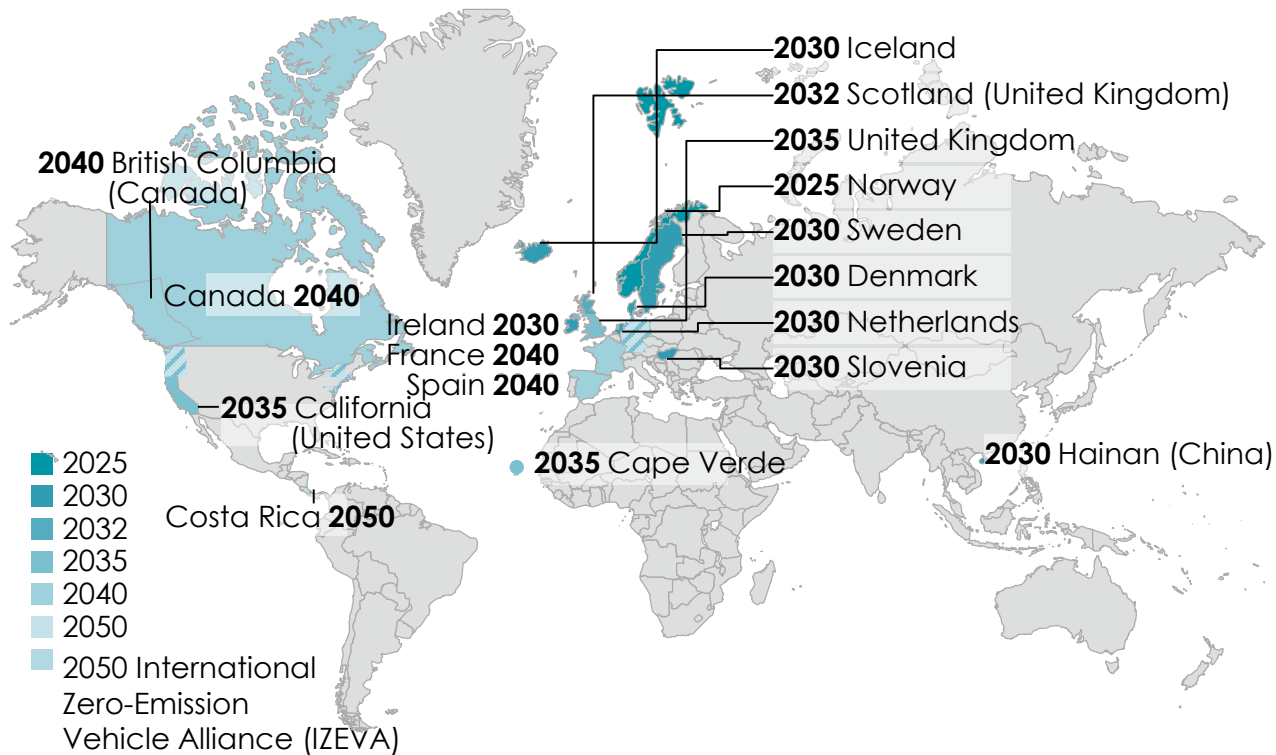 2030 Iceland
2032 Scotland (United Kingdom)
2035 United Kingdom
2040 British Columbia
(Canada)
2025 Norway
2030 Sweden
2030 Denmark
Canada 2040
Ireland 2030
2030 Netherlands
France 2040
2030 Slovenia
Spain 2040
2035 California
(United States)
2035 Cape Verde
2030 Hainan (China)
Costa Rica 2050
2025
2030
2032
2035
2040
2050
2050 International
Zero-Emission
Vehicle Alliance (IZEVA)